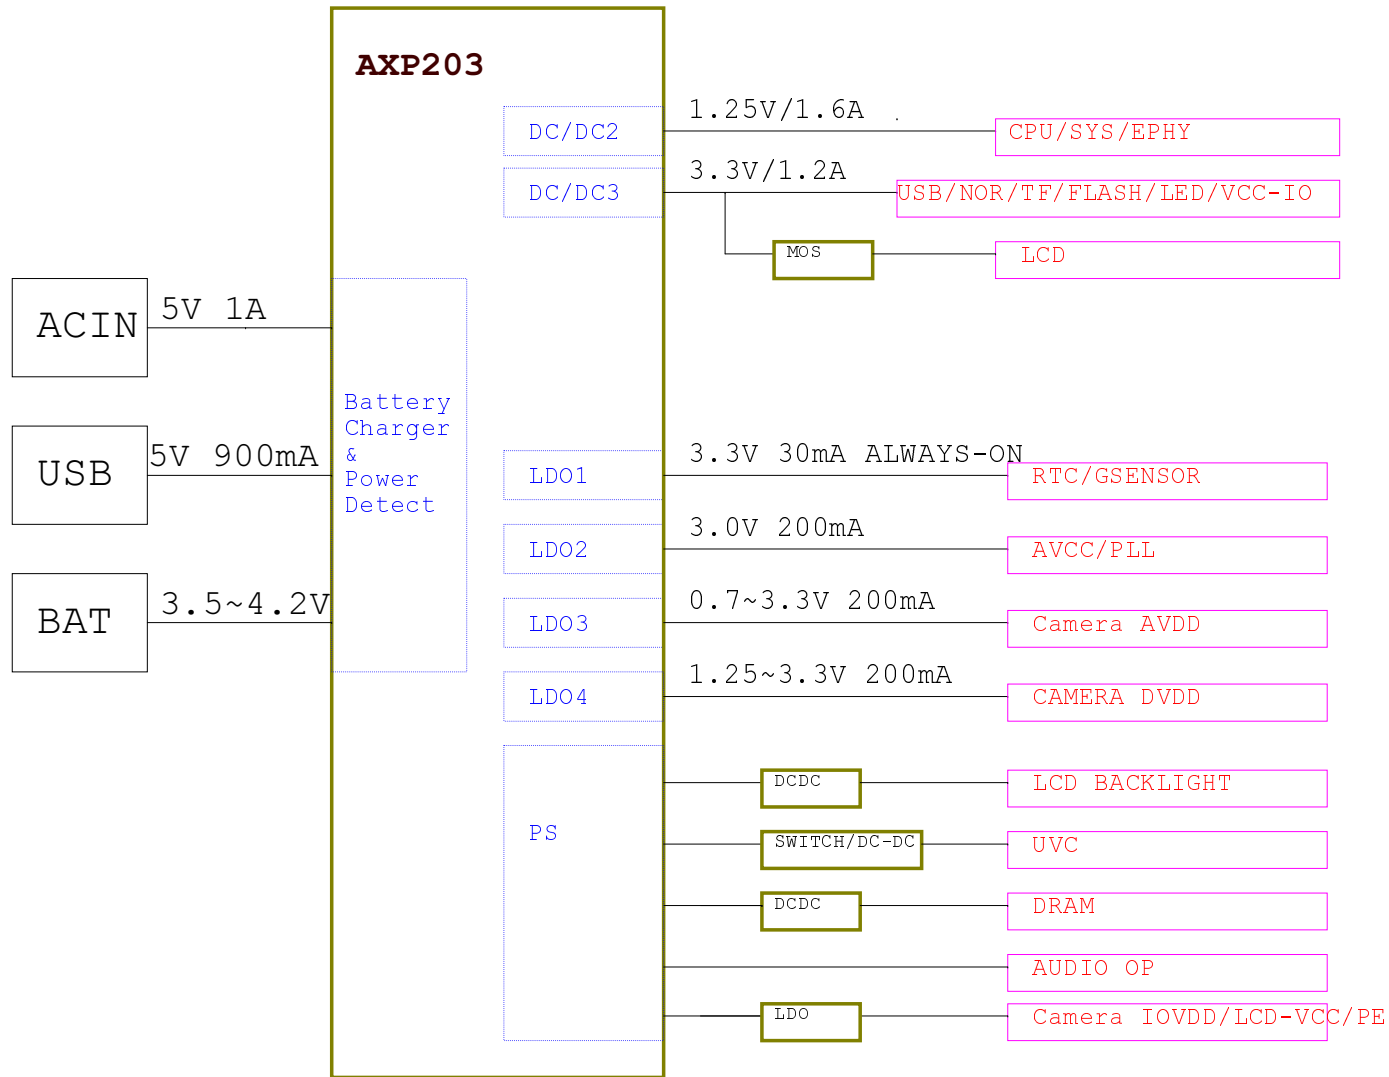 AXP203
DC/DC2
1.25V/1.6A
CPU/SYS/EPHY
DC/DC3
3.3V/1.2A
USB/NOR/TF/FLASH/LED/VCC-IO
MOS
LCD
ACIN
5V 1A
USB
5V 900mA
BAT
3.5~4.2V
Battery
Charger
&
Power
Detect
LDO1
3.3V 30mA ALWAYS-ON
RTC/GSENSOR
LDO2
3.0V 200mA
AVCC/PLL
LDO3
0.7~3.3V 200mA
Camera AVDD
LDO4
1.25~3.3V 200mA
CAMERA DVDD
PS
DCDC
LCD BACKLIGHT
SWITCH/DC-DC
UVC
DCDC
DRAM
AUDIO OP
LDO
Camera IOVDD/LCD-VCC/PE